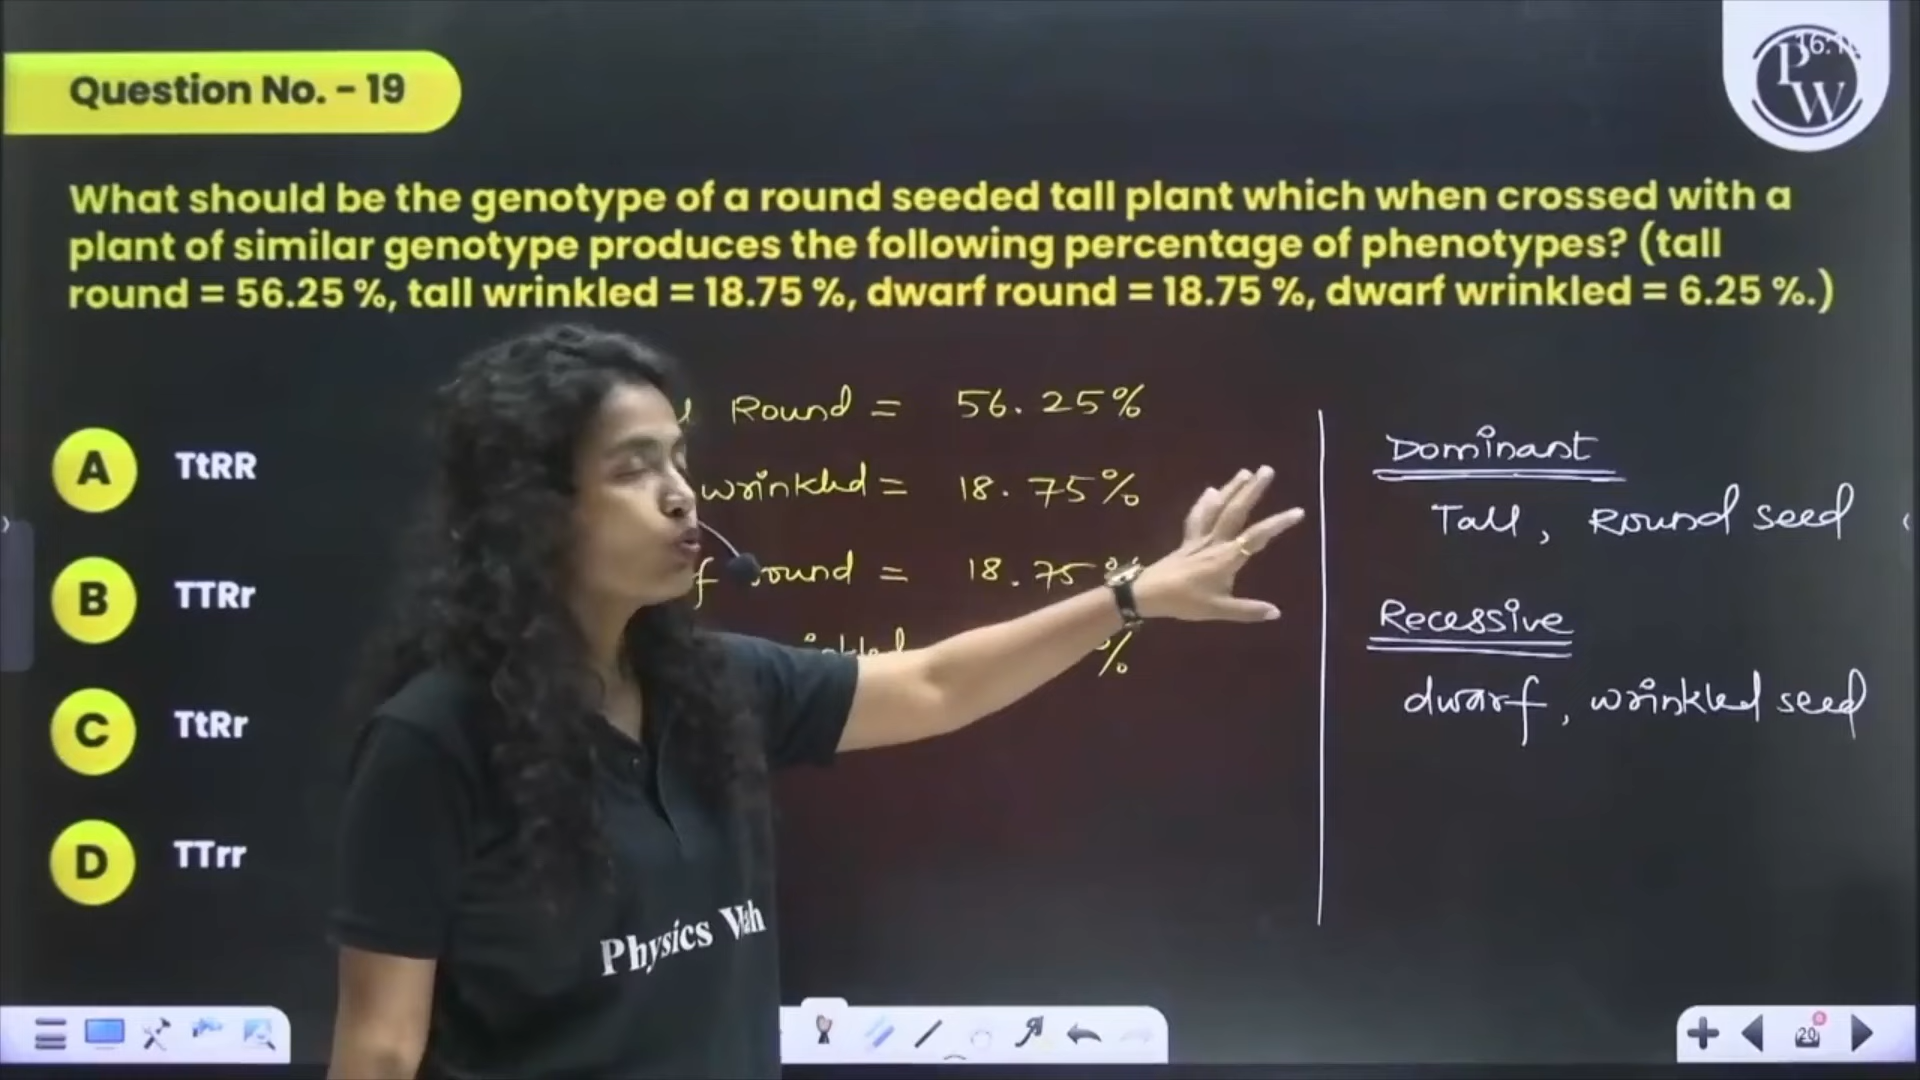 Question No. - 19
P
W
16:1
What should be the genotype of a round seeded tall plant which when crossed with a
plant of similar genotype produces the following percentage of phenotypes? (tall
round = 56.25 %, tall wrinkled = 18.75 %, dwarf round = 18.75 %, dwarf wrinkled = 6.25 %.)
A TtRR
B TTRr
C TtRr
D TTrr
Round = 56.25%
wrinkled = 18.75%
= 18.75%
%
Dominant
Tall, Round seed
Recessive
dwarf, wrinkled seed
Physics
20